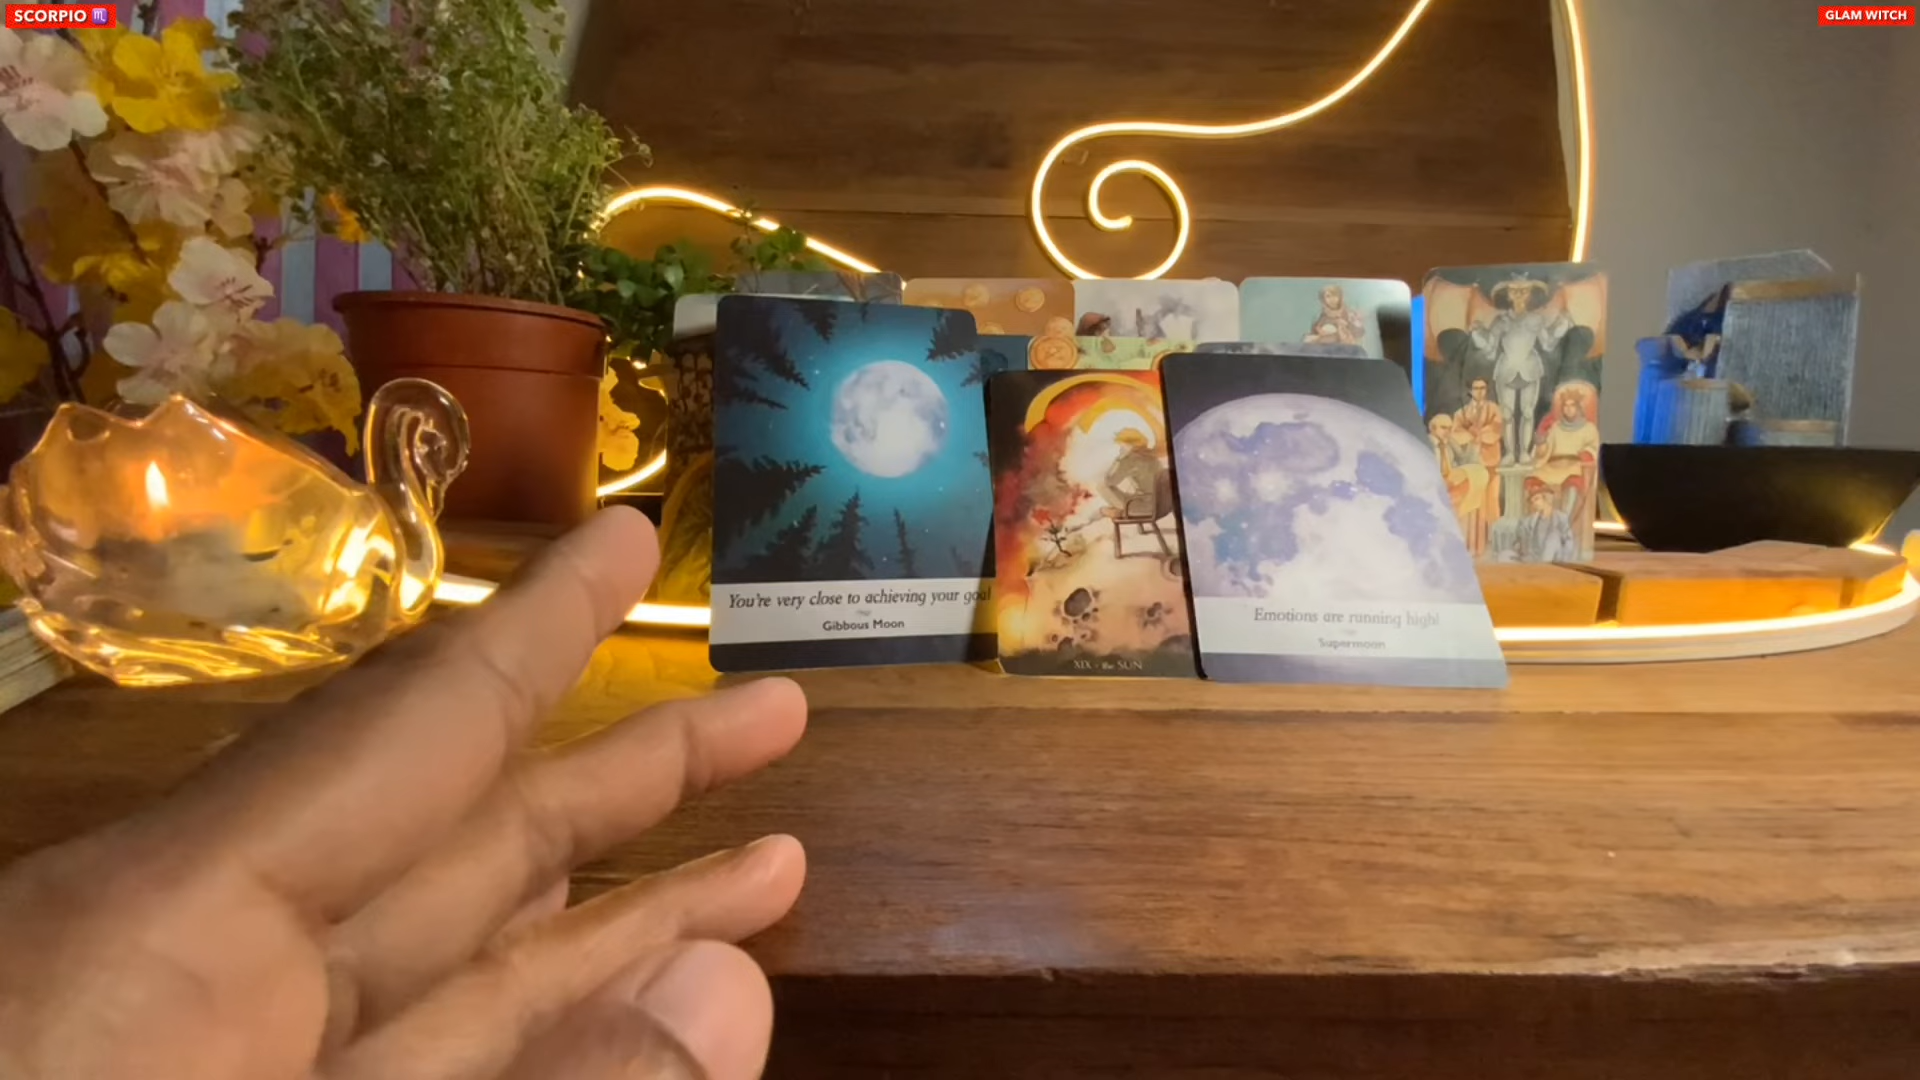 SCORPIO ♏
GLAM WITCH
You're very close to achieving your goal
Gibbous Moon
XIX - the SUN
Emotions are running high!
Supermoon